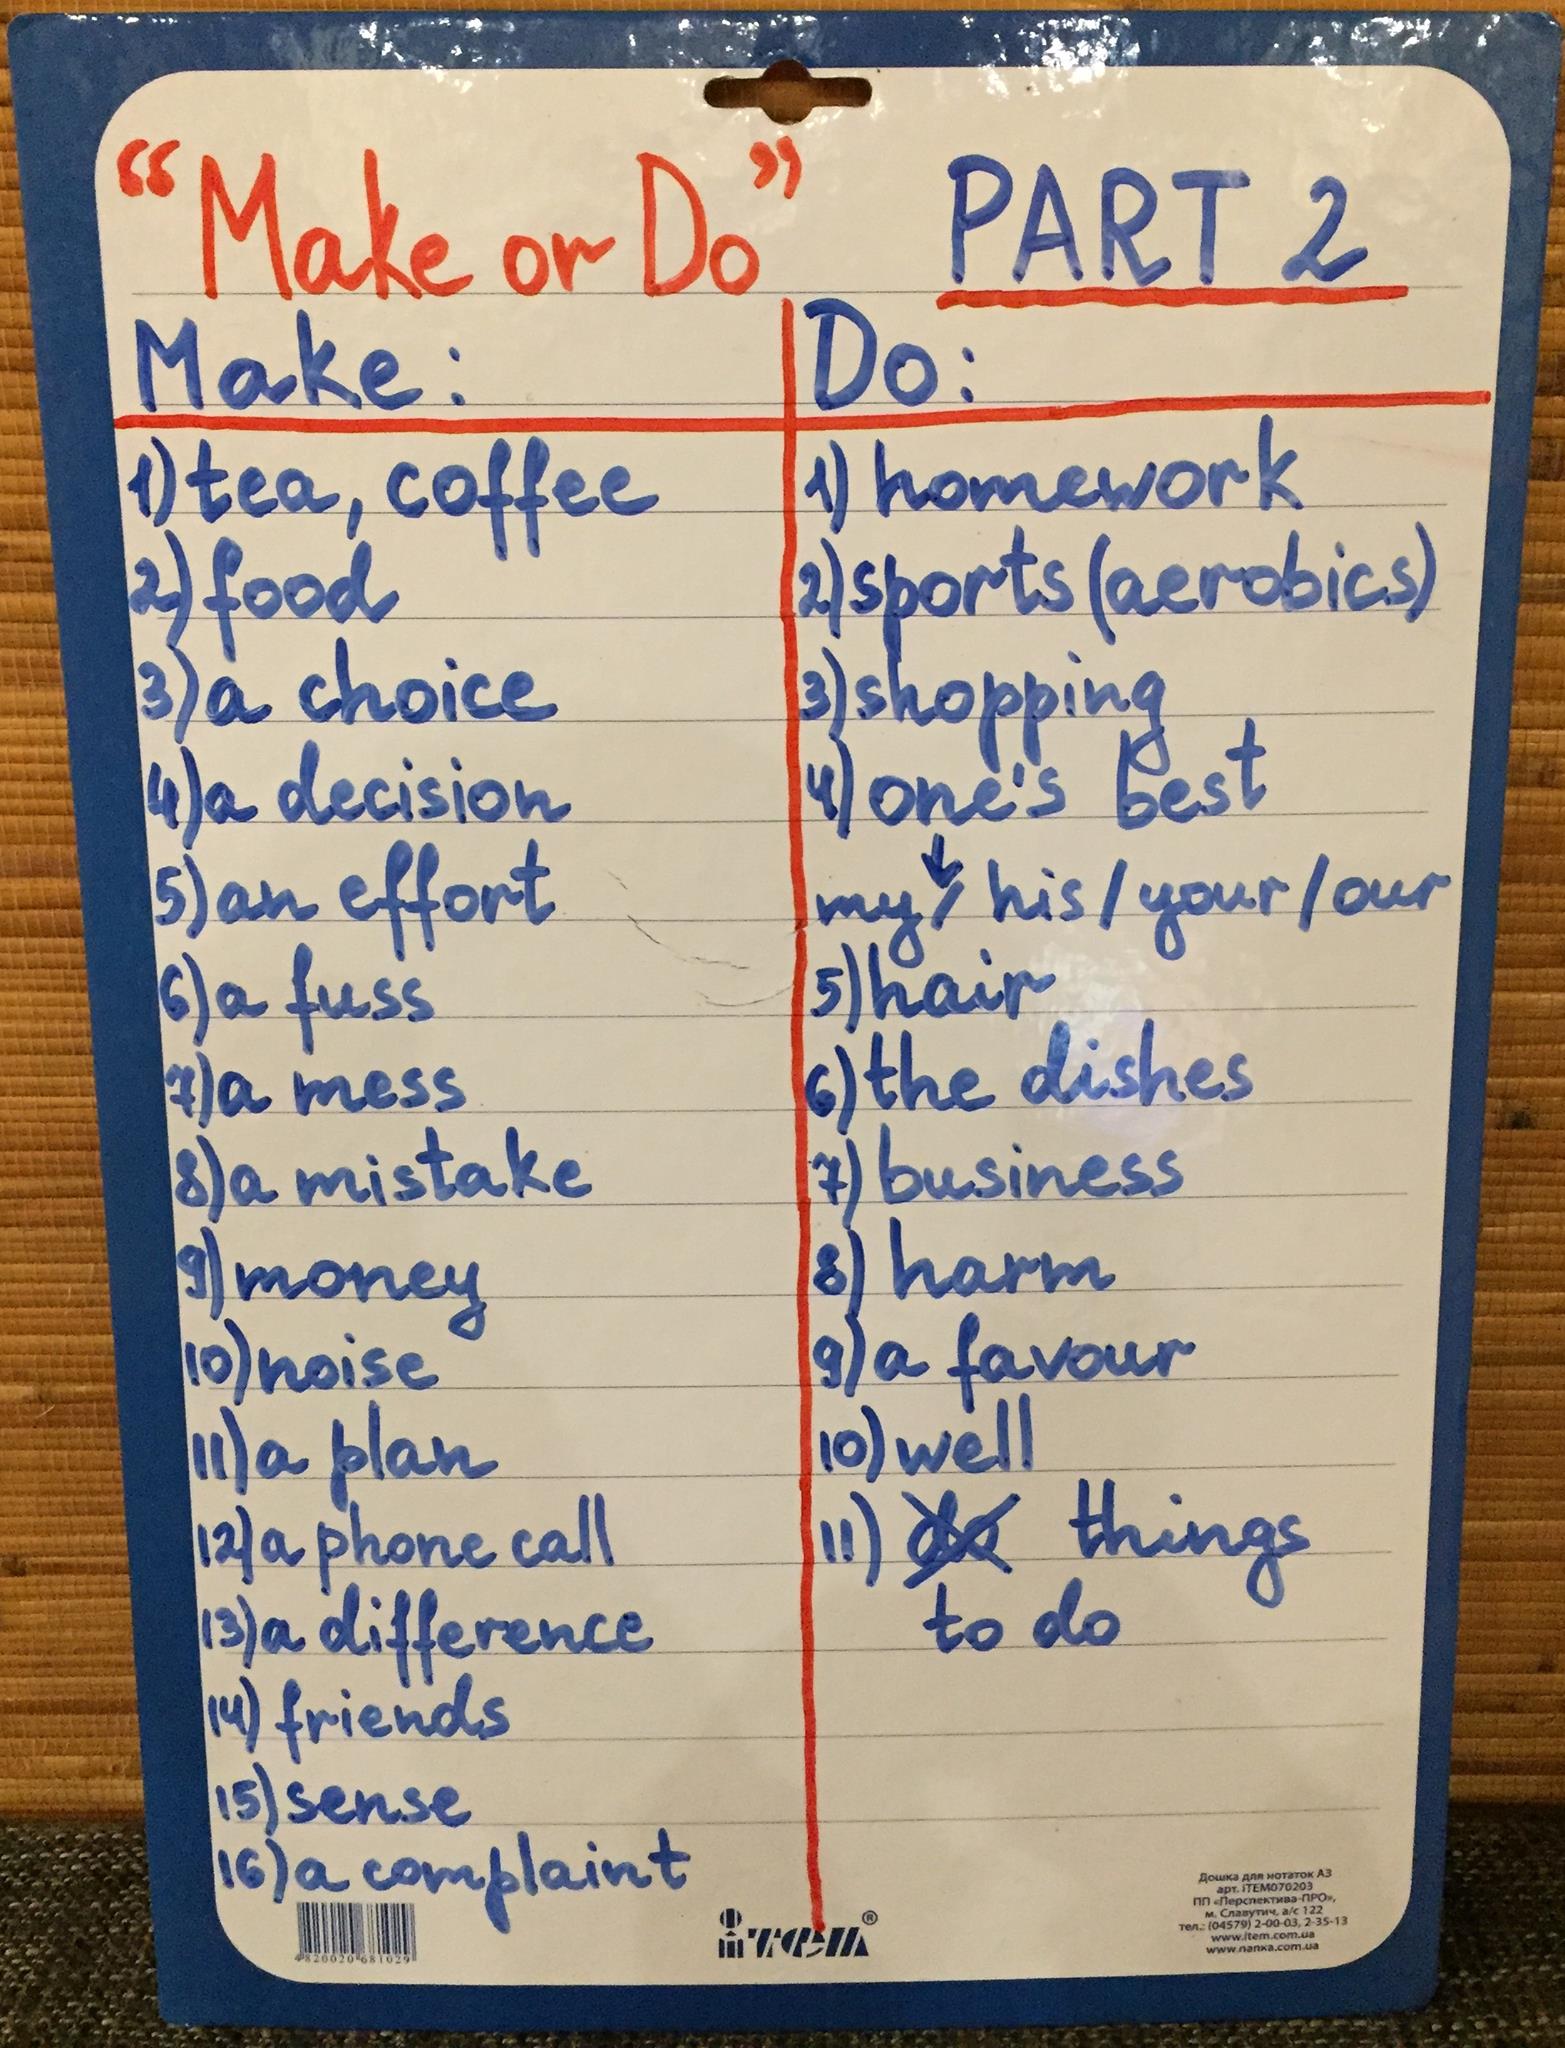 "Make or Do" PART 2
Make:
1) tea, coffee
2) food
3) a choice
4) a decision
5) an effort
6) a fuss
7) a mess
8) a mistake
9) money
10) noise
11) a plan
12) a phone call
13) a difference
14) friends
15) sense
16) a complaint
Do:
1) homework
2) sports (aerobics)
3) shopping
4) one's best
↓
my / his / your / our
5) hair
6) the dishes
7) business
8) harm
9) a favour
10) well
11) do things
to do
4820020681029
iтem®
Дошка для нотаток А3
арт. iTEM070203
ПП «Перспектива-ПРО»,
м. Славутич, а/с 122
тел.: (04579) 2-00-03, 2-35-13
www.item.com.ua
www.папка.com.ua